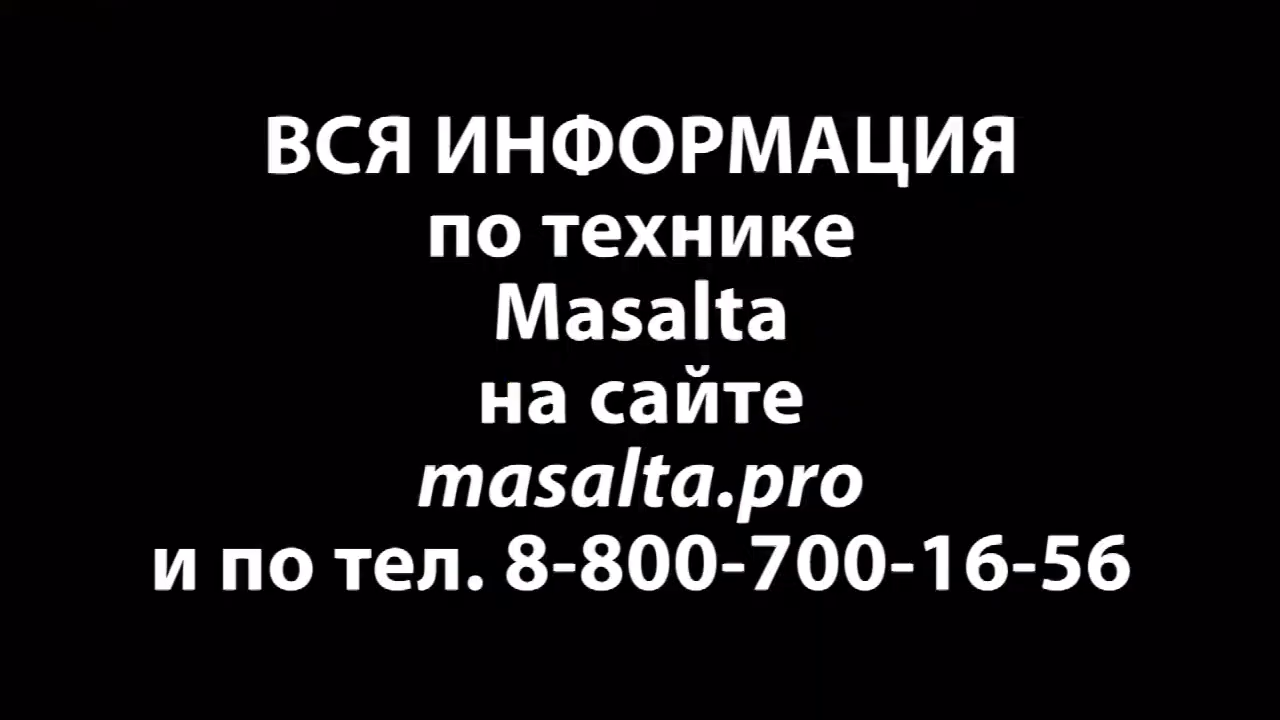 ВСЯ ИНФОРМАЦИЯ
по технике
Masalta
на сайте
masalta.pro
и по тел. 8-800-700-16-56